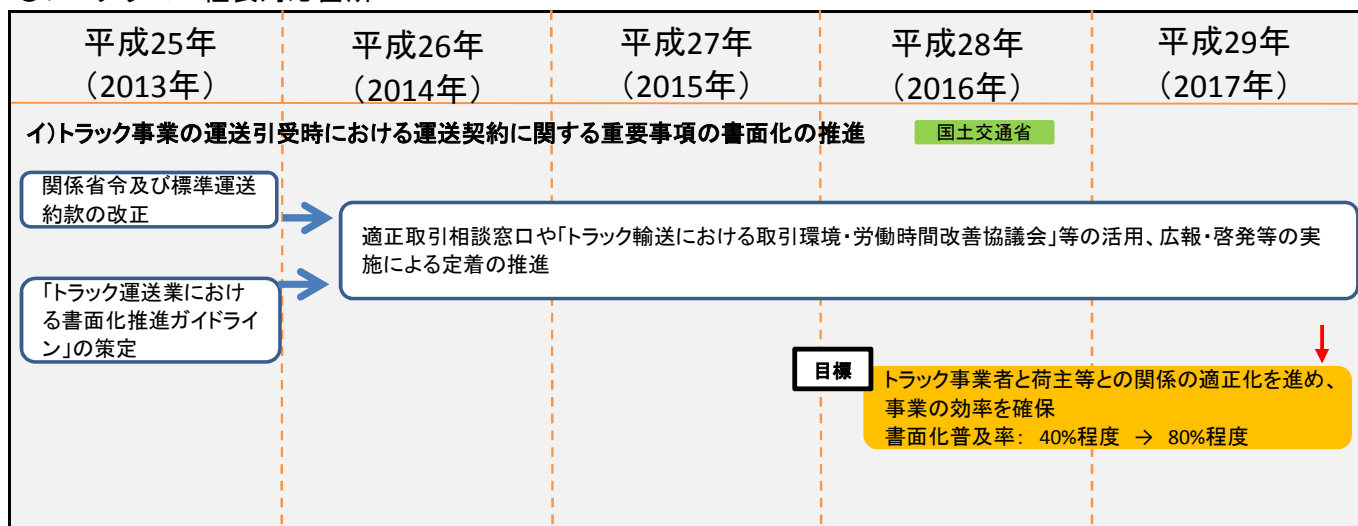 平成25年
（2013年）
平成26年
（2014年）
平成27年
（2015年）
平成28年
（2016年）
平成29年
（2017年）
イ）トラック事業の運送引受時における運送契約に関する重要事項の書面化の推進
国土交通省
関係省令及び標準運送
約款の改正
適正取引相談窓口や「トラック輸送における取引環境・労働時間改善協議会」等の活用、広報・啓発等の実
施による定着の推進
「トラック運送業におけ
る書面化推進ガイドライ
ン」の策定
目標
トラック事業者と荷主等との関係の適正化を進め、
事業の効率を確保
書面化普及率： 40%程度 → 80%程度